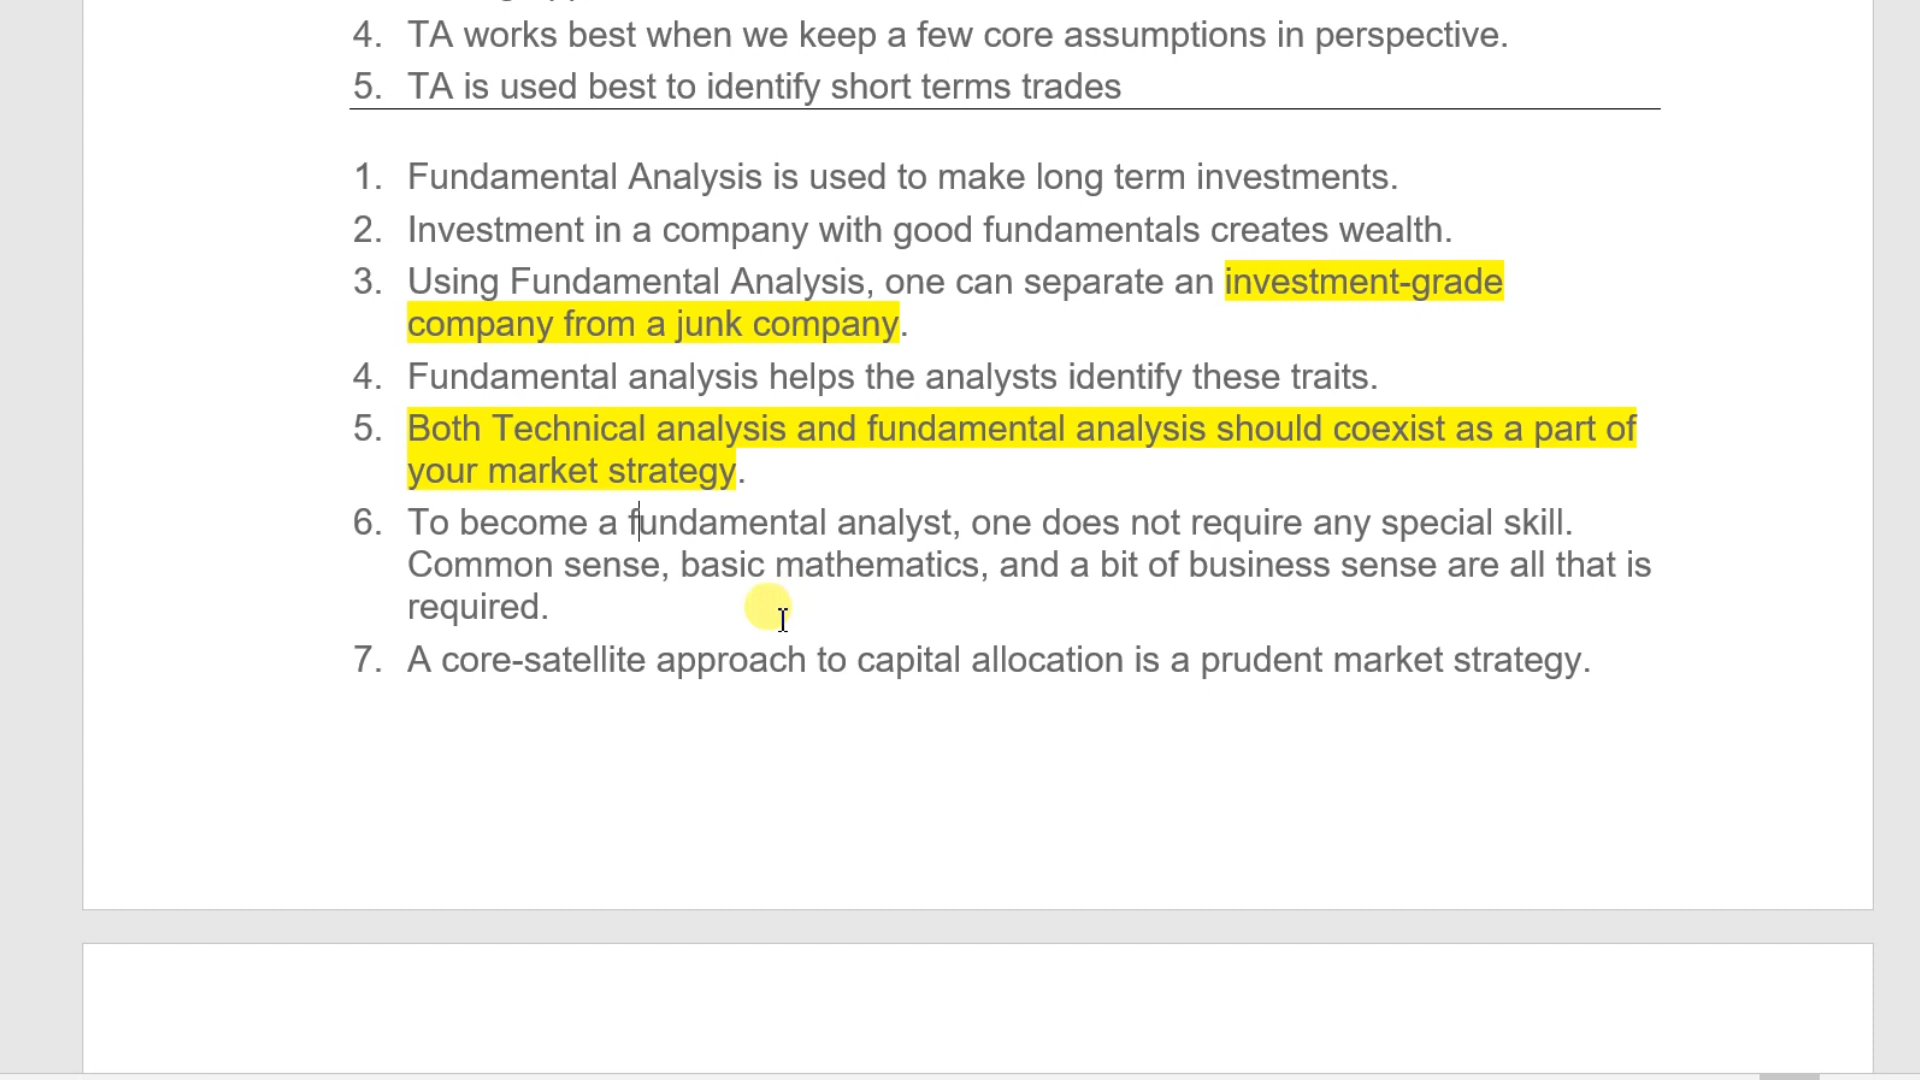 4. TA works best when we keep a few core assumptions in perspective.
5. TA is used best to identify short terms trades
1. Fundamental Analysis is used to make long term investments.
2. Investment in a company with good fundamentals creates wealth.
3. Using Fundamental Analysis, one can separate an investment-grade
company from a junk company.
4. Fundamental analysis helps the analysts identify these traits.
5. Both Technical analysis and fundamental analysis should coexist as a part of
your market strategy.
6. To become a fundamental analyst, one does not require any special skill.
Common sense, basic mathematics, and a bit of business sense are all that is
required.
7. A core-satellite approach to capital allocation is a prudent market strategy.